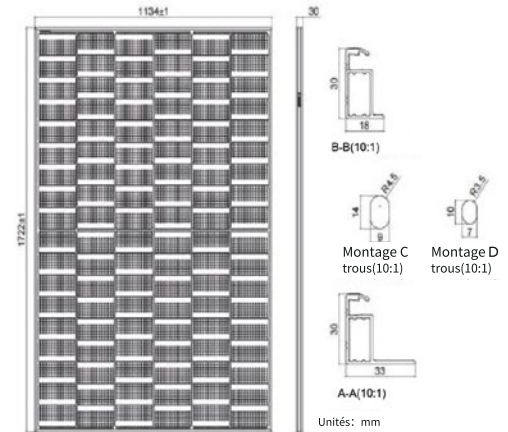 1134±1
30
1722±1
30
18
B-B(10:1)
R4.5
14
9
R3.5
10
7
Montage C
trous(10:1)
Montage D
trous(10:1)
30
33
A-A(10:1)
Unités: mm